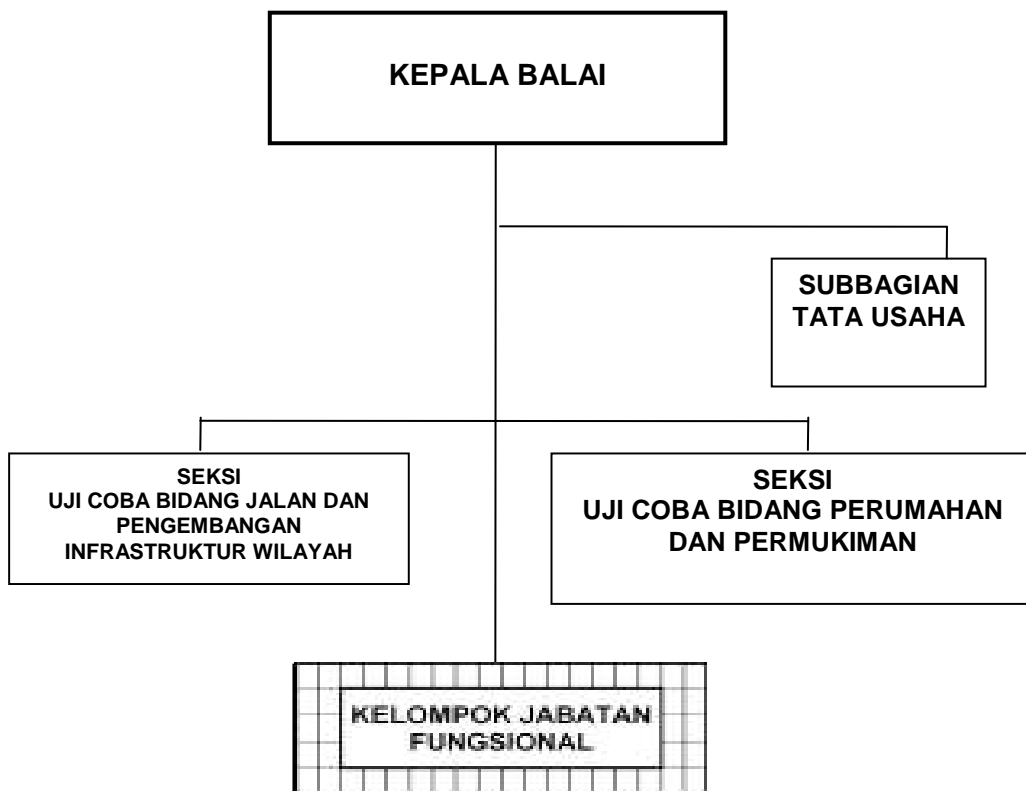 KEPALA BALAI
SUBBAGIAN
TATA USAHA
SEKSI
UJI COBA BIDANG JALAN DAN
PENGEMBANGAN
INFRASTRUKTUR WILAYAH
SEKSI
UJI COBA BIDANG PERUMAHAN
DAN PERMUKIMAN
KELOMPOK JABATAN
FUNGSIONAL